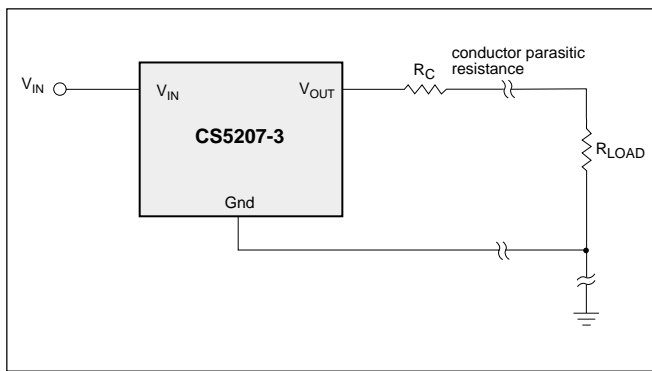 conductor parasitic
resistance
R_C
V_IN
V_IN
V_OUT
CS5207-3
R_LOAD
Gnd